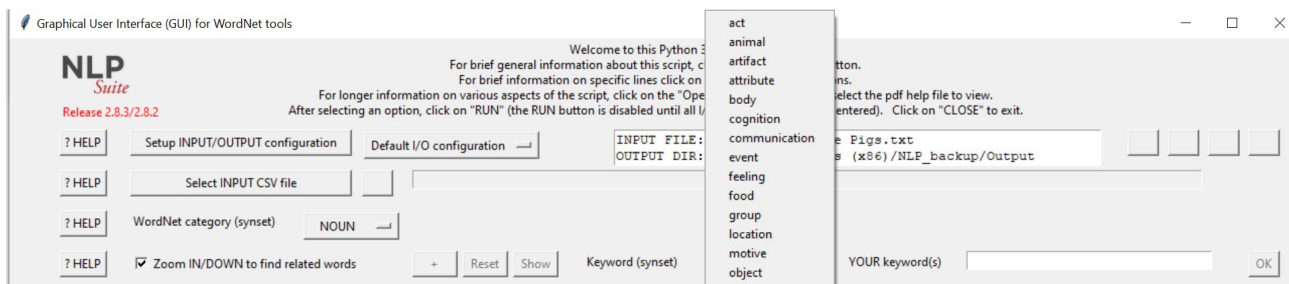 Graphical User Interface (GUI) for WordNet tools
NLP
Suite
Release 2.8.3/2.8.2
Welcome to this Python 3
For brief general information about this script, c
tton.
For brief information on specific lines click on
ns.
For longer information on various aspects of the script, click on the "Ope
select the pdf help file to view.
After selecting an option, click on "RUN" (the RUN button is disabled until all I/
entered). Click on "CLOSE" to exit.
? HELP
Setup INPUT/OUTPUT configuration
Default I/O configuration
INPUT FILE:
e Pigs.txt
OUTPUT DIR:
s (x86)/NLP_backup/Output
? HELP
Select INPUT CSV file
? HELP
WordNet category (synset)
NOUN
? HELP
Zoom IN/DOWN to find related words
+
Reset
Show
Keyword (synset)
YOUR keyword(s)
OK
act
animal
artifact
attribute
body
cognition
communication
event
feeling
food
group
location
motive
object